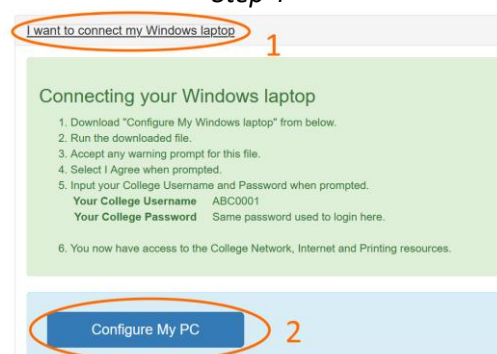 I want to connect my Windows laptop
1
Connecting your Windows laptop
1. Download "Configure My Windows laptop" from below.
2. Run the downloaded file.
3. Accept any warning prompt for this file.
4. Select I Agree when prompted.
5. Input your College Username and Password when prompted.
Your College Username ABC0001
Your College Password Same password used to login here.
6. You now have access to the College Network, Internet and Printing resources.
Configure My PC
2